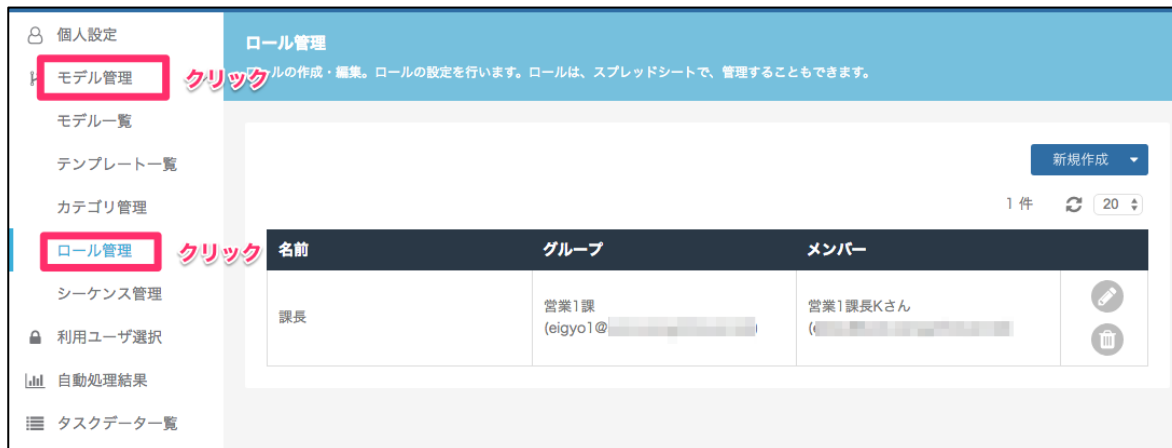 個人設定
モデル管理
クリック
モデル一覧
テンプレート一覧
カテゴリ管理
ロール管理
クリック
シーケンス管理
利用ユーザ選択
自動処理結果
タスクデータ一覧
ロール管理
ールの作成・編集。ロールの設定を行います。ロールは、スプレッドシートで、管理することもできます。
新規作成
1 件 20
名前 グループ メンバー
課長
営業1課
(eigyo1@
営業1課長Kさん